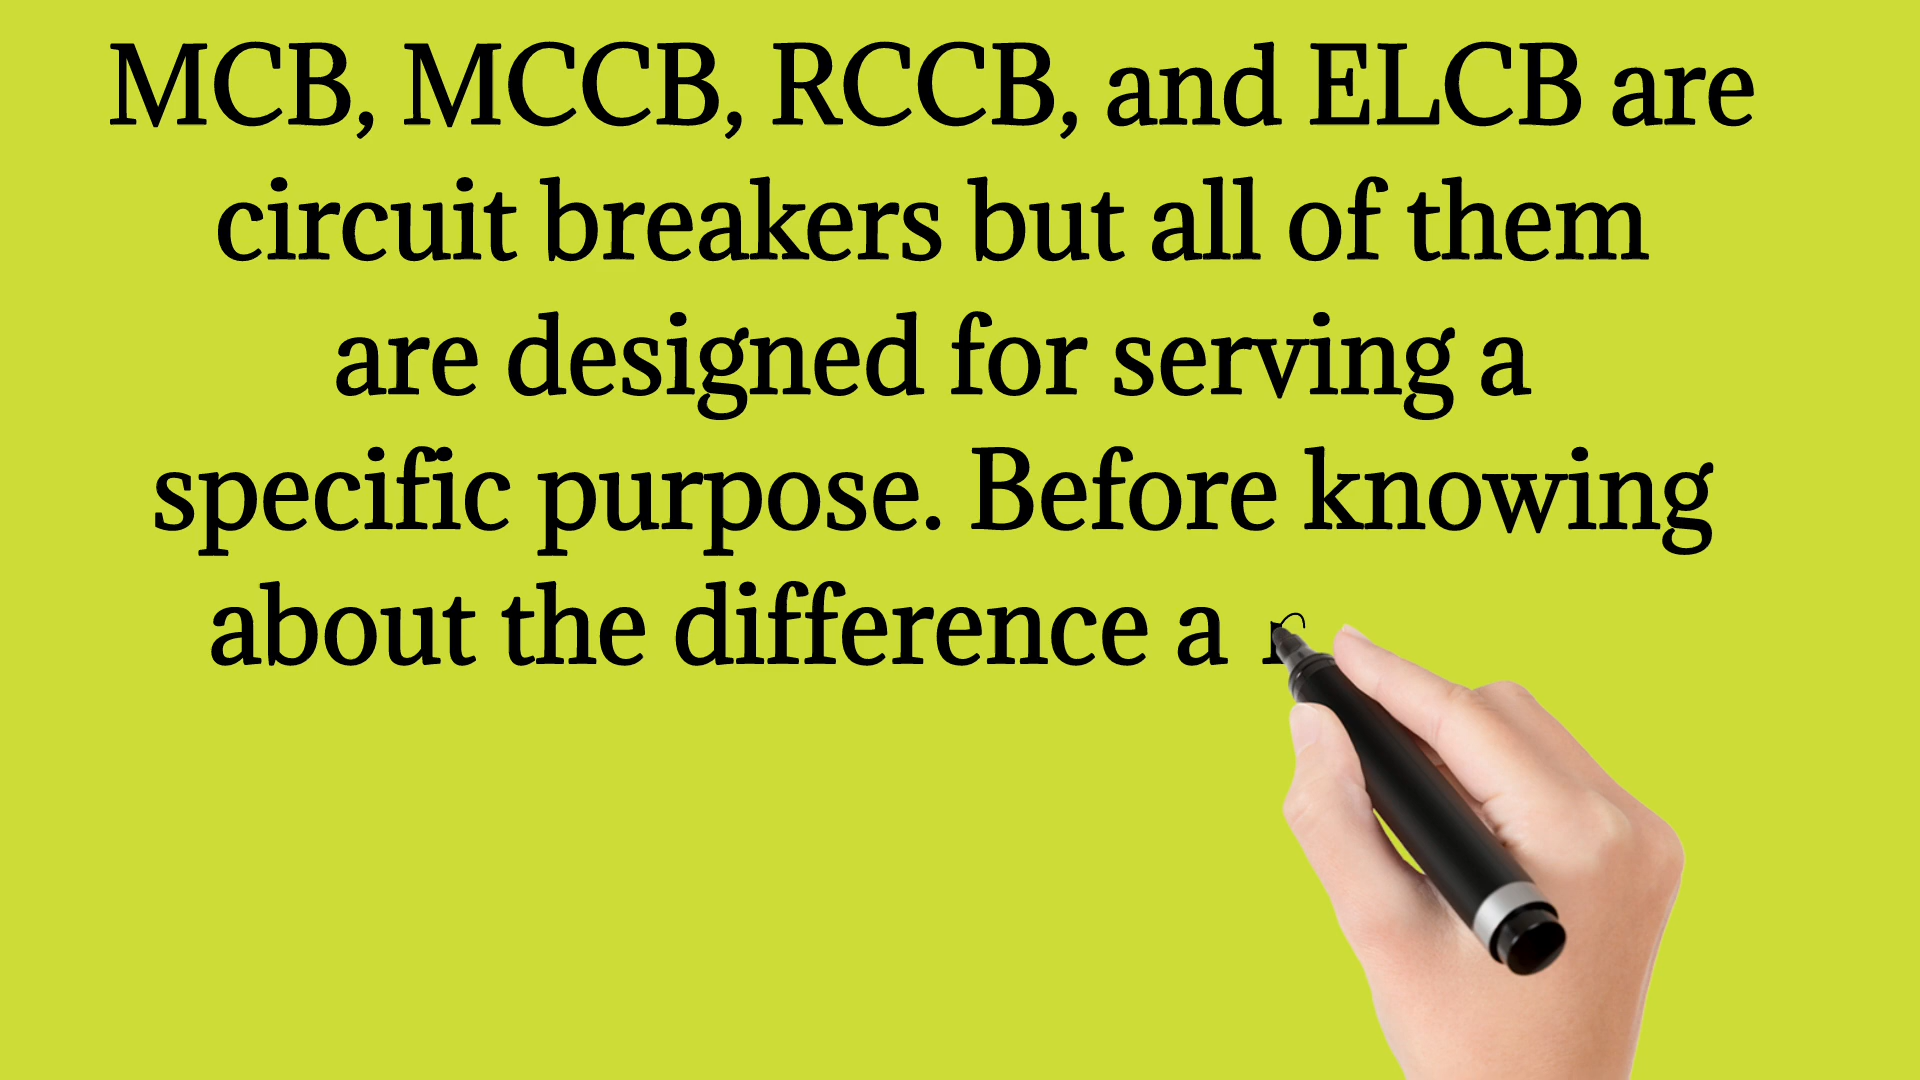 MCB, MCCB, RCCB, and ELCB are
circuit breakers but all of them
are designed for serving a
specific purpose. Before knowing
about the difference a